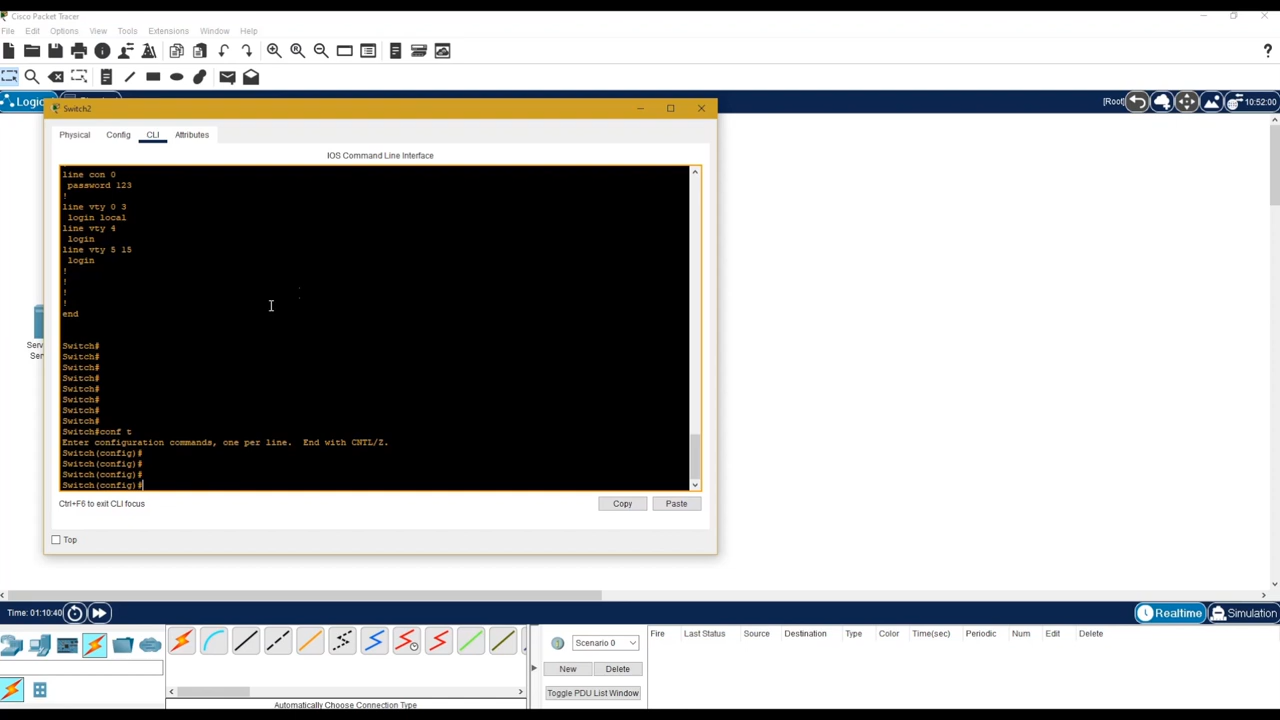 Cisco Packet Tracer
File Edit Options View Tools Extensions Window Help
Logic
[Root]
10:52:00
Switch2
Physical Config CLI Attributes
IOS Command Line Interface
line con 0
password 123
!
line vty 0 3
login local
line vty 4
login
line vty 5 15
login
!
!
!
!
end
Switch#
Switch#
Switch#
Switch#
Switch#
Switch#
Switch#
Switch#
Switch#conf t
Enter configuration commands, one per line. End with CNTL/Z.
Switch(config)#
Switch(config)#
Switch(config)#
Switch(config)#
Ctrl+F6 to exit CLI focus
Copy
Paste
Top
Serv
Ser
Time: 01:10:40
Realtime
Simulation
Scenario 0
New
Delete
Toggle PDU List Window
Fire Last Status Source Destination Type Color Time(sec) Periodic Num Edit Delete
Automatically Choose Connection Type